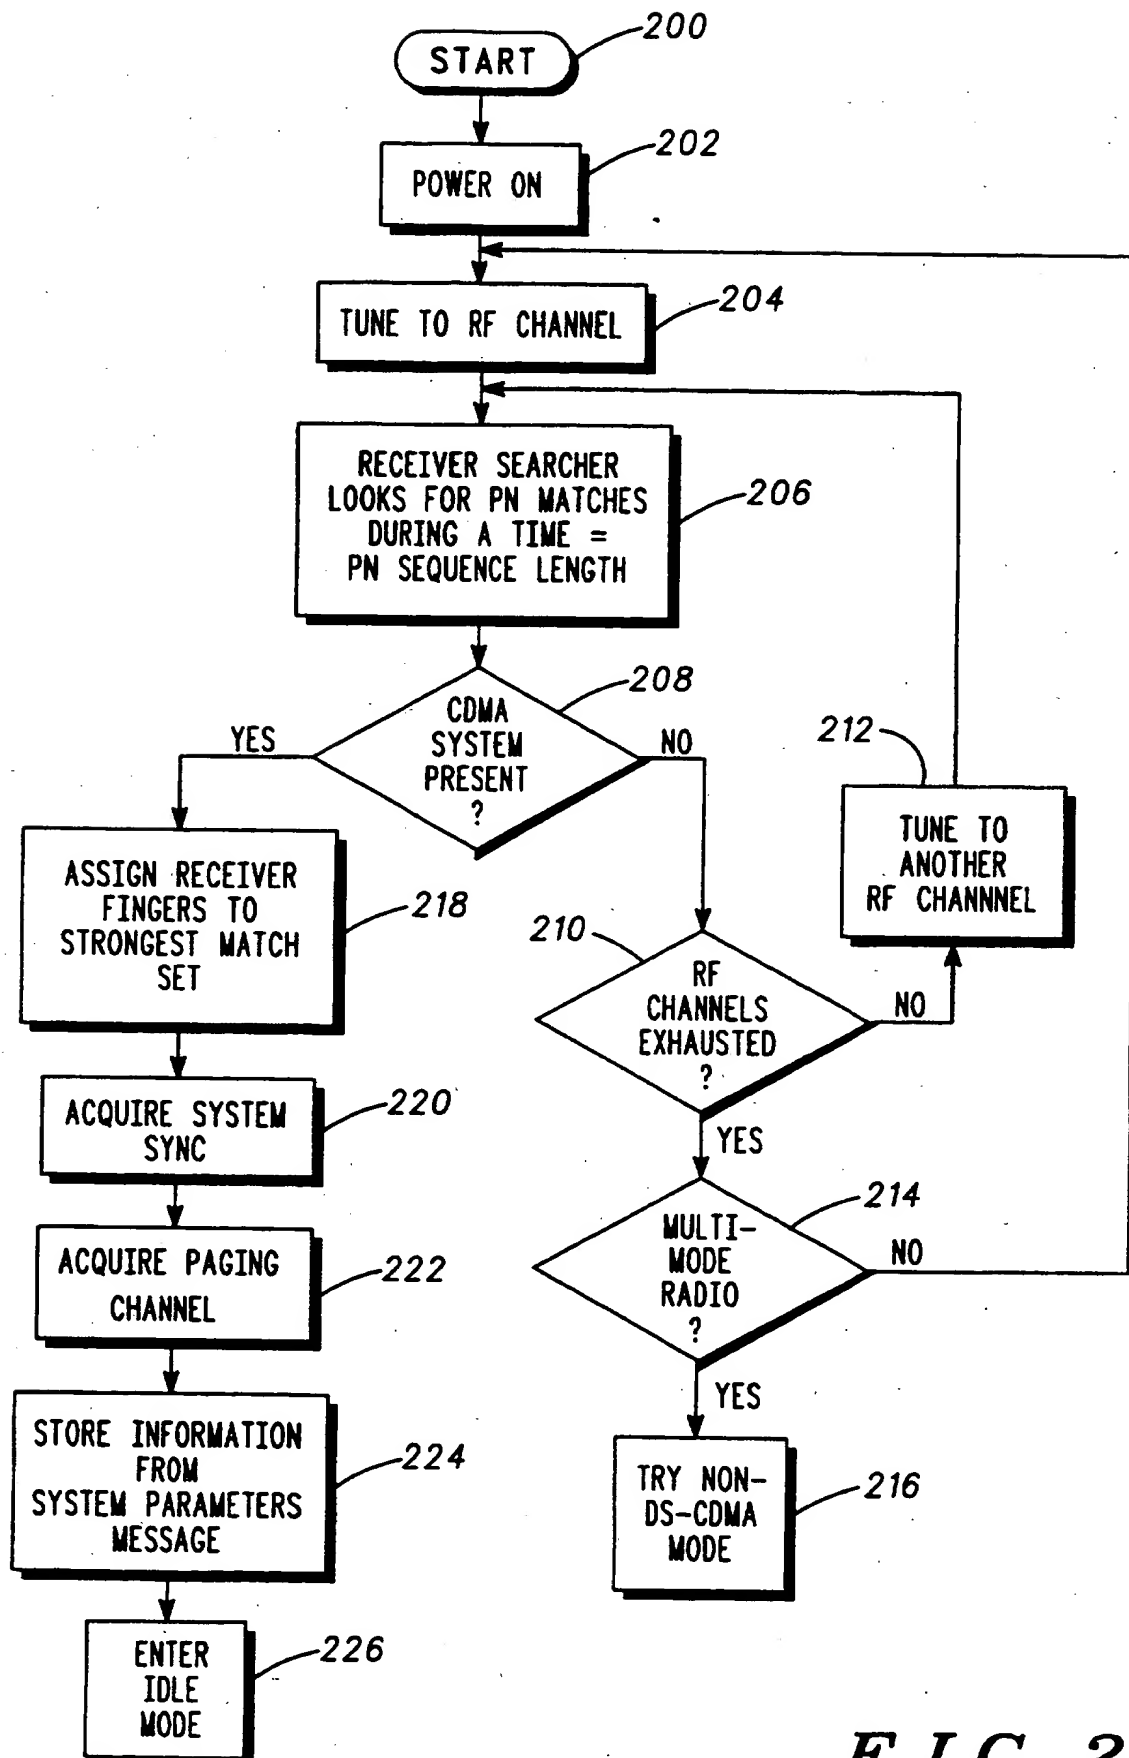 START
200
POWER ON
202
TUNE TO RF CHANNEL
204
RECEIVER SEARCHER
LOOKS FOR PN MATCHES
DURING A TIME =
PN SEQUENCE LENGTH
206
CDMA
SYSTEM
PRESENT
?
208
YES
NO
212
TUNE TO
ANOTHER
RF CHANNNEL
ASSIGN RECEIVER
FINGERS TO
STRONGEST MATCH
SET
218
210
RF
CHANNELS
EXHAUSTED
?
NO
YES
ACQUIRE SYSTEM
SYNC
220
MULTI-
MODE
RADIO
?
214
NO
YES
ACQUIRE PAGING
CHANNEL
222
STORE INFORMATION
FROM
SYSTEM PARAMETERS
MESSAGE
224
TRY NON-
DS-CDMA
MODE
216
ENTER
IDLE
MODE
226
FIG.